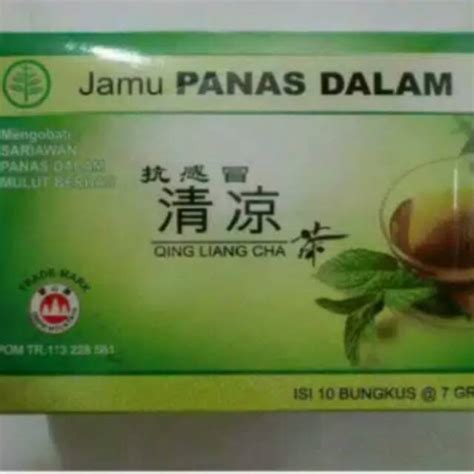 Jamu PANAS DALAM
Mengobati
SARIAWAN
PANAS DALAM
MULUT BERBAU
抗感冒
清凉
QING LIANG CHA 茶
TRADE MARK
POM TR.113 228 581
ISI 10 BUNGKUS @ 7 GR